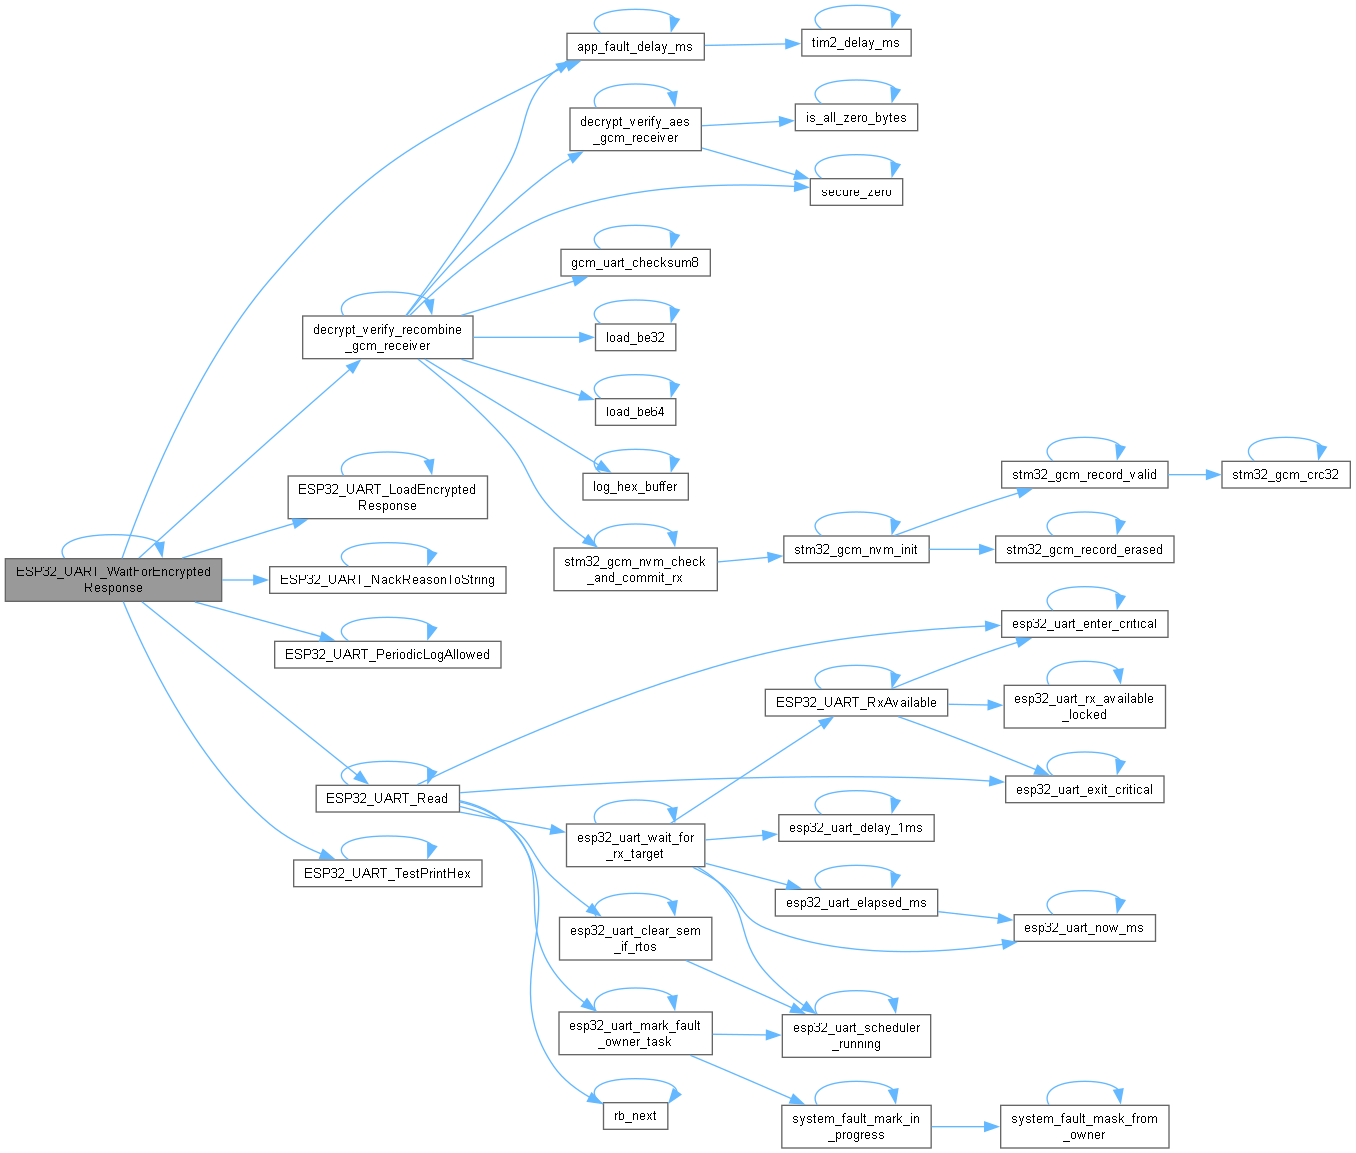 app_fault_delay_ms
tim2_delay_ms
decrypt_verify_aes
_gcm_receiver
is_all_zero_bytes
secure_zero
gcm_uart_checksum8
decrypt_verify_recombine
_gcm_receiver
load_be32
load_be64
log_hex_buffer
ESP32_UART_LoadEncrypted
Response
stm32_gcm_record_valid
stm32_gcm_crc32
stm32_gcm_nvm_check
_and_commit_rx
stm32_gcm_nvm_init
stm32_gcm_record_erased
ESP32_UART_WaitForEncrypted
Response
ESP32_UART_NackReasonToString
ESP32_UART_PeriodicLogAllowed
esp32_uart_enter_critical
ESP32_UART_RxAvailable
esp32_uart_rx_available
_locked
esp32_uart_exit_critical
ESP32_UART_Read
esp32_uart_wait_for
_rx_target
esp32_uart_delay_1ms
ESP32_UART_TestPrintHex
esp32_uart_elapsed_ms
esp32_uart_now_ms
esp32_uart_clear_sem
_if_rtos
esp32_uart_mark_fault
_owner_task
esp32_uart_scheduler
_running
rb_next
system_fault_mark_in
_progress
system_fault_mask_from
_owner